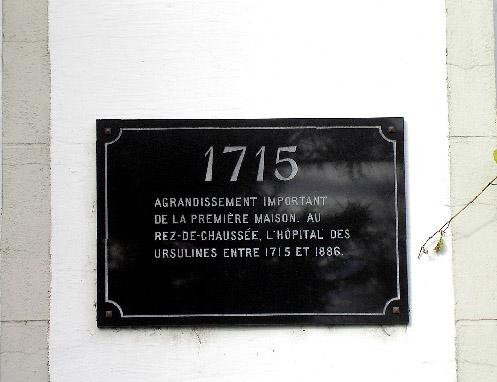 1715
AGRANDISSEMENT IMPORTANT
DE LA PREMIÈRE MAISON. AU
REZ-DE-CHAUSSÉE, L'HÔPITAL DES
URSULINES ENTRE 1715 ET 1886.